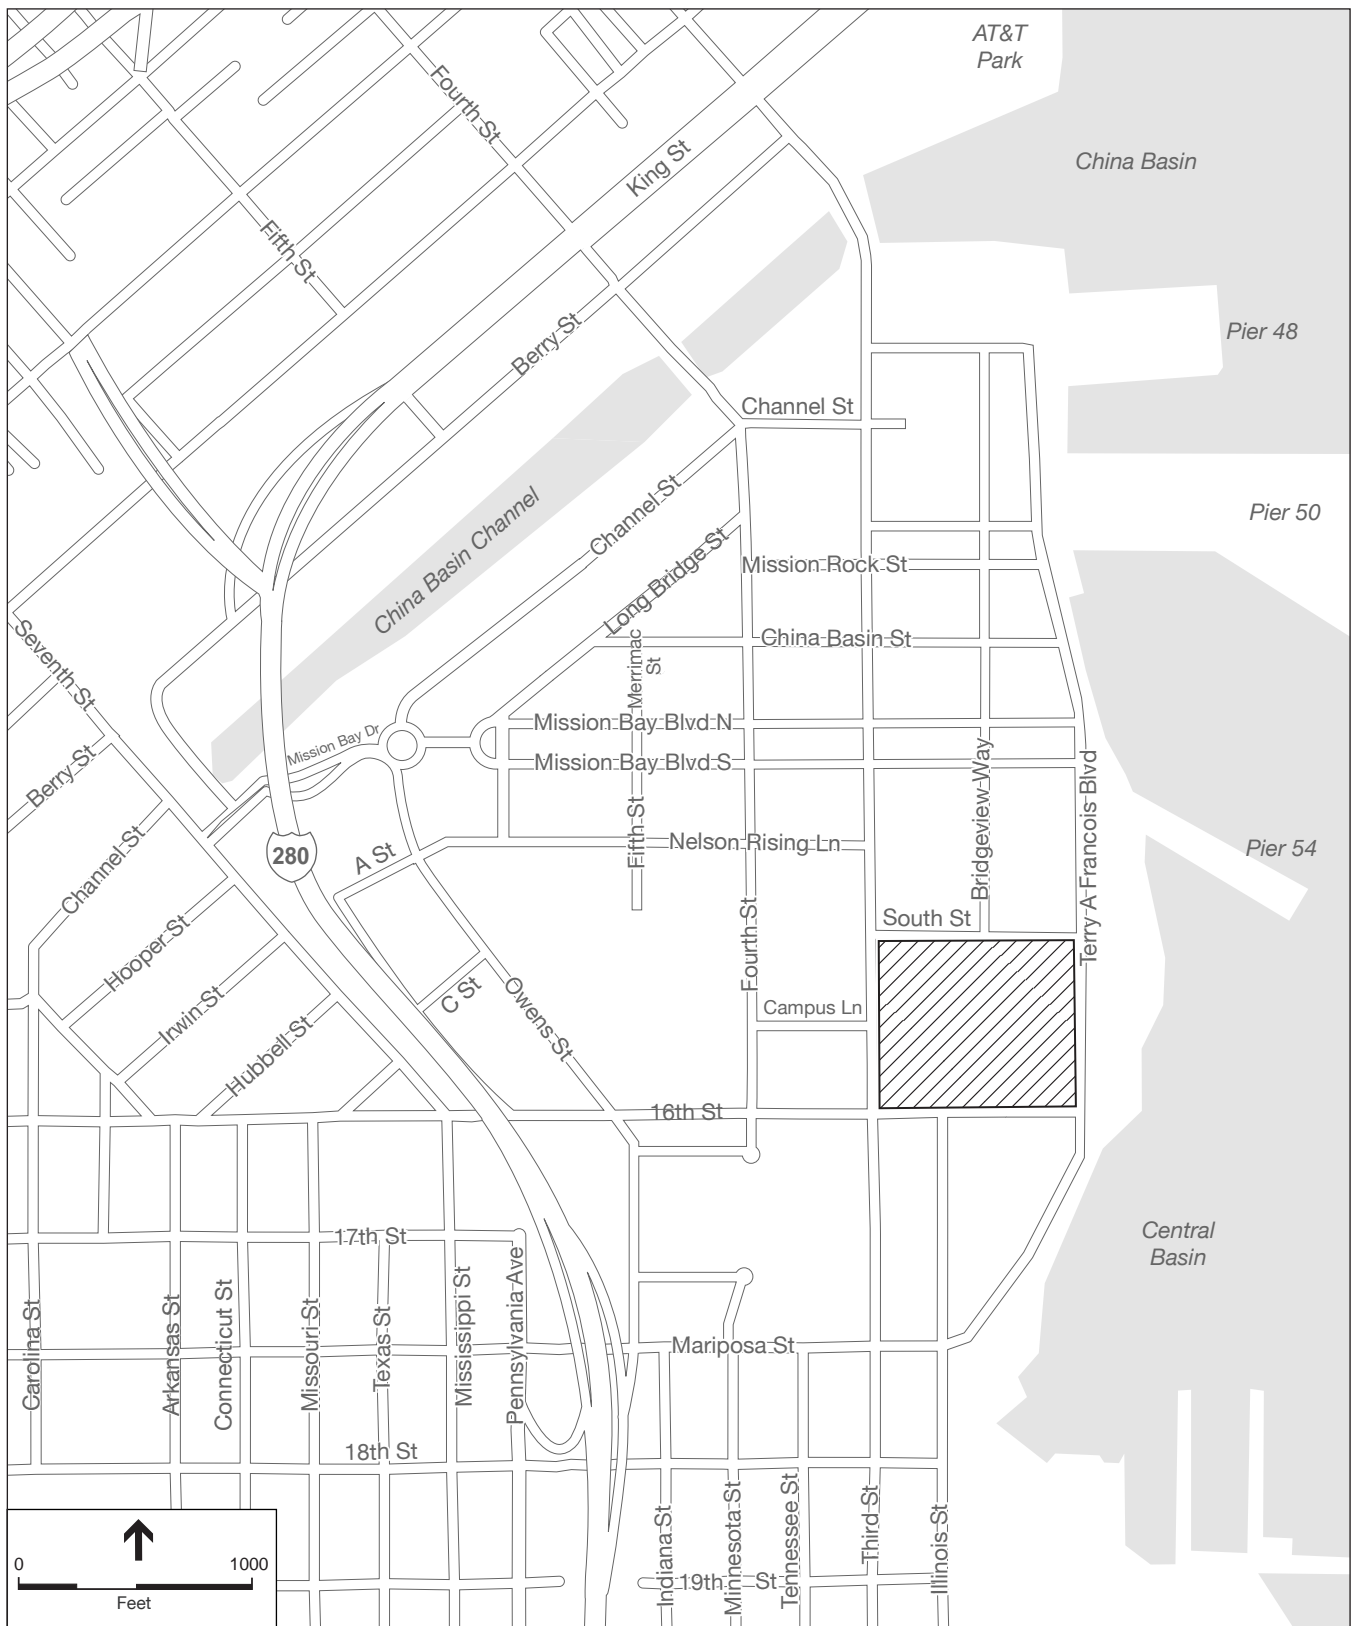 AT&T
Park
Fourth St
China Basin
King St
Fifth St
Pier 48
Berry St
Channel St
Pier 50
China Basin Channel
Channel St
Long Bridge St
Mission Rock St
China Basin St
Seventh St
Merrimac
St
Mission Bay Blvd N
Mission Bay Dr
Mission Bay Blvd S
Berry St
Bridgeview Way
Terry A Francois Blvd
Fifth St
Nelson Rising Ln
Pier 54
280
A St
Channel St
South St
Fourth St
Hooper St
C St
Owens St
Campus Ln
Irwin St
Hubbell St
16th St
17th St
Central
Basin
Carolina St
Arkansas St
Connecticut St
Missouri St
Texas St
Mississippi St
Pennsylvania Ave
Mariposa St
18th St
Indiana St
Minnesota St
Tennessee St
Third St
Illinois St
19th St
0 1000
Feet